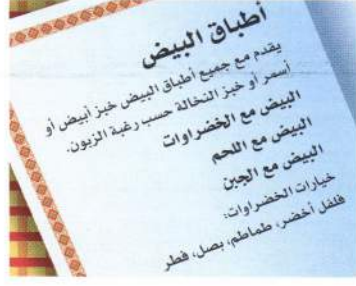 أطباق البيض
يقدم مع جميع أطباق البيض خبز أبيض أو
أسمر أو خبز النخالة حسب رغبة الزبون.
البيض مع الخضراوات
البيض مع اللحم
البيض مع الجبن
خيارات الخضراوات:
فلفل أخضر، طماطم، بصل، فطر